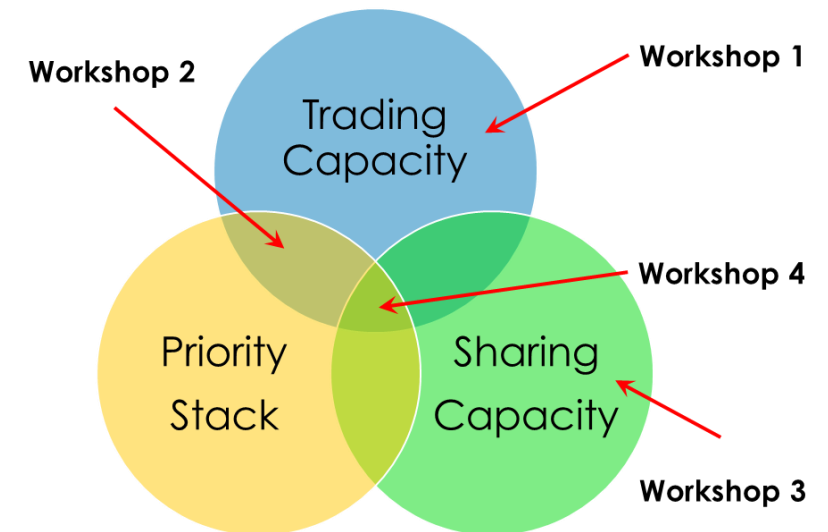 Workshop 1
Workshop 2
Trading
Capacity
Workshop 4
Priority
Stack
Sharing
Capacity
Workshop 3